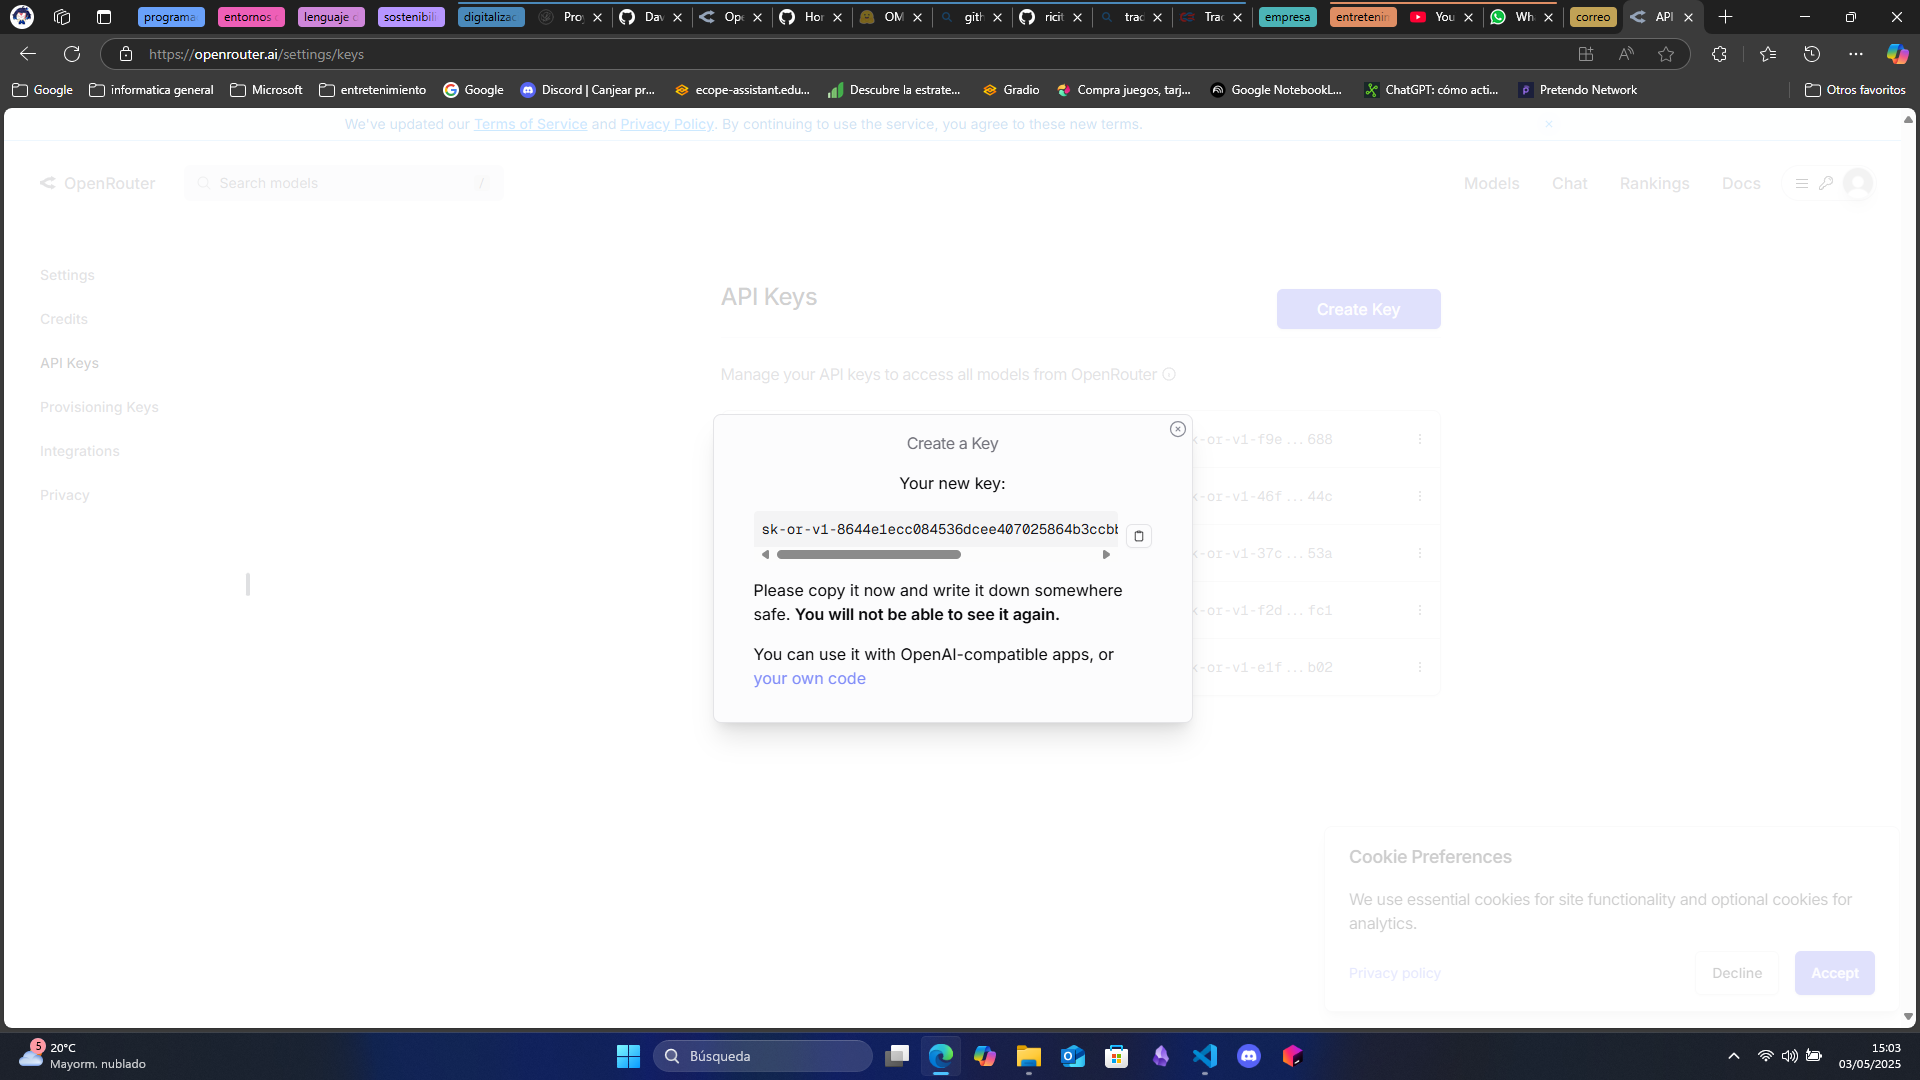 programa
entornos
lenguaje
sostenibil
digitalizac
Pro
Dav
Ope
Hor
OM
gith
ricit
trad
Trac
empresa
entretenin
You
Wh
correo
API
https://openrouter.ai/settings/keys
Google
informatica general
Microsoft
entretenimiento
Google
Discord | Canjear pr...
ecope-assistant.edu...
Descubre la estrate...
Gradio
Compra juegos, tarj...
Google NotebookL...
ChatGPT: cómo acti...
Pretendo Network
Otros favoritos
We've updated our Terms of Service and Privacy Policy. By continuing to use the service, you agree to these new terms.
OpenRouter
Search models
/
Models
Chat
Rankings
Docs
Settings
Credits
API Keys
Provisioning Keys
Integrations
Privacy
API Keys
Create Key
Manage your API keys to access all models from OpenRouter
k-or-v1-f9e...688
k-or-v1-46f...44c
k-or-v1-37c...53a
k-or-v1-f2d...fc1
k-or-v1-e1f...b02
Create a Key
Your new key:
sk-or-v1-8644e1ecc084536dcee407025864b3ccbb
Please copy it now and write it down somewhere
safe. You will not be able to see it again.
You can use it with OpenAI-compatible apps, or
your own code
Cookie Preferences
We use essential cookies for site functionality and optional cookies for
analytics.
Privacy policy
Decline
Accept
5
20°C
Mayorm. nublado
Búsqueda
15:03
03/05/2025